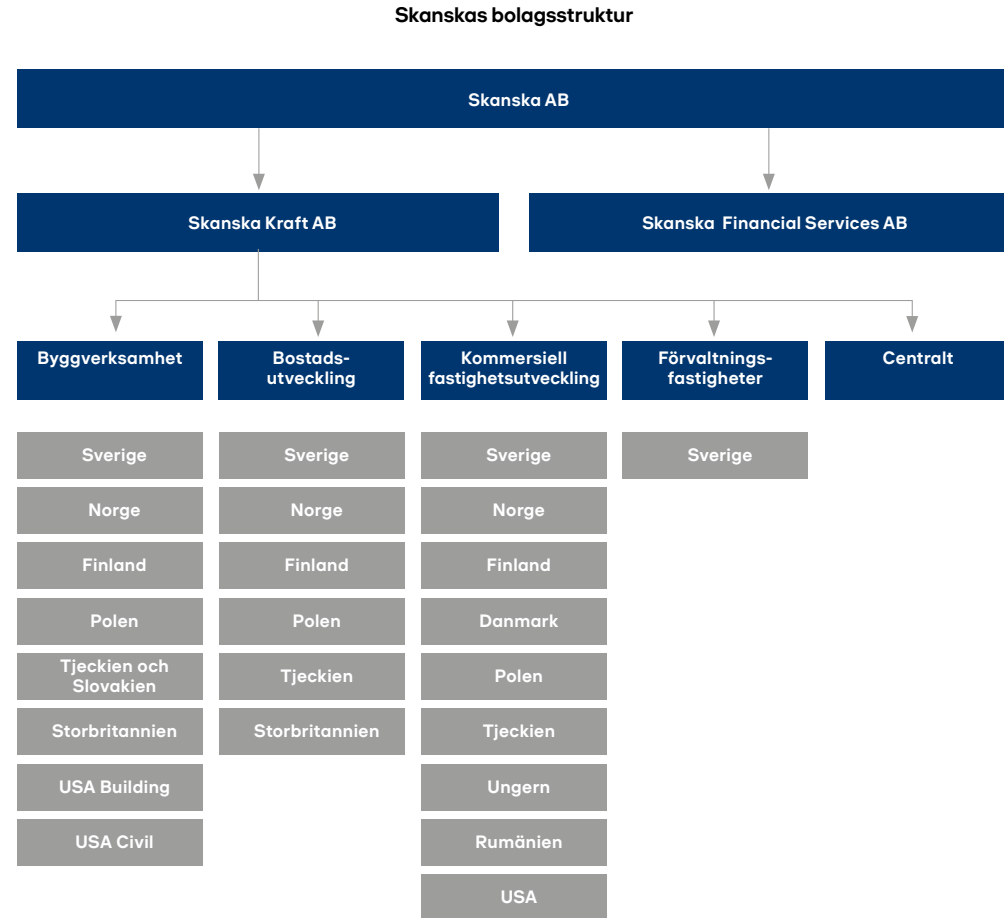 Skanskas bolagsstruktur
Skanska AB
Skanska Kraft AB
Skanska Financial Services AB
Byggverksamhet
Bostads-
utveckling
Kommersiell
fastighetsutveckling
Förvaltnings-
fastigheter
Centralt
Sverige
Norge
Finland
Polen
Tjeckien och
Slovakien
Storbritannien
USA Building
USA Civil
Sverige
Norge
Finland
Polen
Tjeckien
Storbritannien
Sverige
Norge
Finland
Danmark
Polen
Tjeckien
Ungern
Rumänien
USA
Sverige